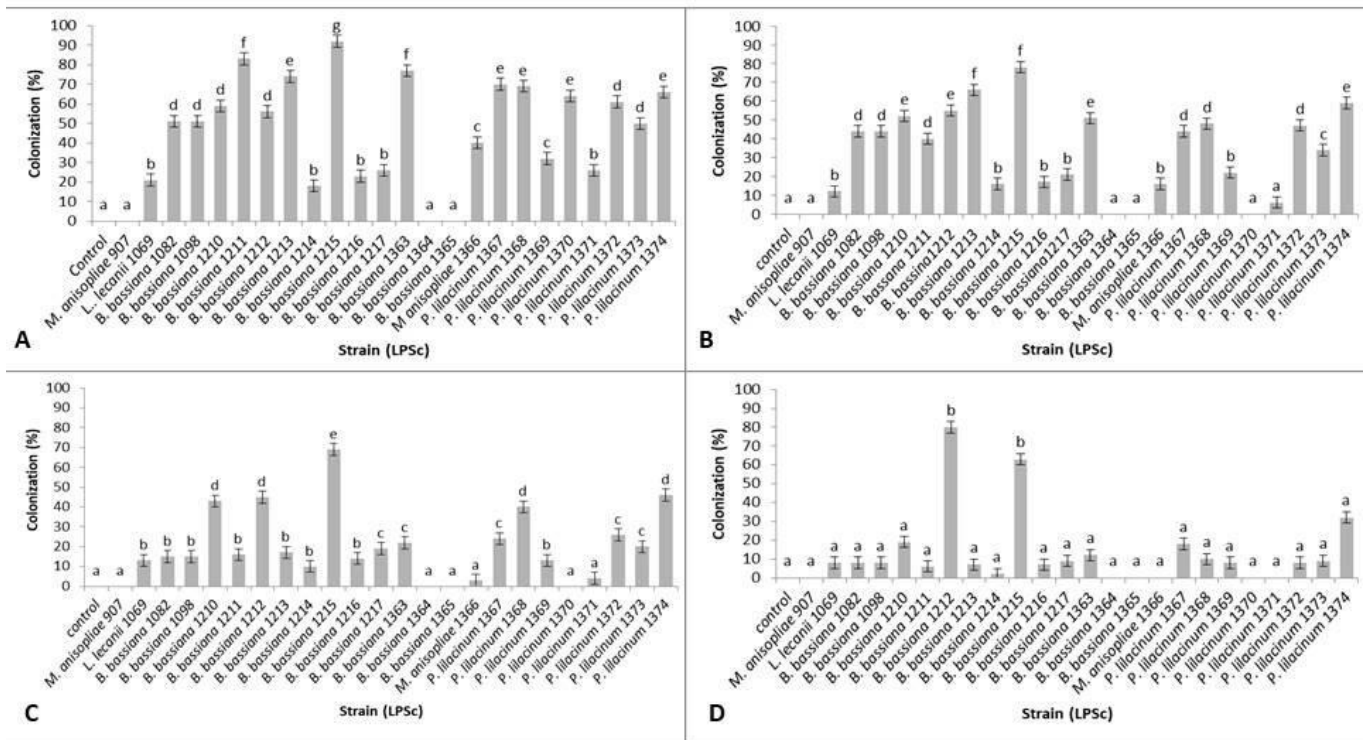 Colonization (%)
100
90
80
70
60
50
40
30
20
10
0
a a b d d d f d e b g b b f a a c e e c e b d d e
Control
M. anisopliae 907
L. lecanii 1069
B. bassiana 1082
B. bassiana 1098
B. bassiana 1210
B. bassiana 1211
B. bassiana 1212
B. bassiana 1213
B. bassiana 1214
B. bassiana 1215
B. bassiana 1216
B. bassiana 1217
B. bassiana 1363
B. bassiana 1364
B. bassiana 1365
M anisopliae 1366
P. lilacinum 1367
P. lilacinum 1368
P. lilacinum 1369
P. lilacinum 1370
P. lilacinum 1371
P. lilacinum 1372
P. lilacinum 1373
P. lilacinum 1374
A
Strain (LPSc)
Colonization (%)
100
90
80
70
60
50
40
30
20
10
0
a a b d d e d e f b f b b e a a b d d b a a d c e
control
M. anisopliae 907
L. lecanii 1069
B. bassiana 1082
B. bassiana 1098
B. bassiana 1210
B. bassiana 1211
B. bassiana1212
B. bassiana 1213
B. bassiana 1214
B. bassiana 1215
B. bassiana 1216
B. bassiana1217
B. bassiana 1363
B. bassiana 1364
B. bassiana 1365
M. anisopliae 1366
P. lilacinum 1367
P. lilacinum 1368
P. lilacinum 1369
P. lilacinum 1370
P. lilacinum 1371
P. lilacinum 1372
P. lilacinum 1373
P. lilacinum 1374
B
Strain (LPSc)
Colonization (%)
100
90
80
70
60
50
40
30
20
10
0
a a b b b d b d b b e b c c a a a c d b a a c c d
control
M. anisopliae 907
L. lecanii 1069
B. bassiana 1082
B. bassiana 1098
B. bassiana 1210
B. bassiana 1211
B. bassiana 1212
B. bassiana 1213
B. bassiana 1214
B. bassiana 1215
B. bassiana 1216
B. bassiana 1217
B. bassiana 1363
B. bassiana 1364
B. bassiana 1365
M. anisopliae 1366
P. lilacinum 1367
P. lilacinum 1368
P. lilacinum 1369
P. lilacinum 1370
P. lilacinum 1371
P. lilacinum 1372
P. lilacinum 1373
P. lilacinum 1374
C
Strain (LPSc)
Colonization (%)
100
90
80
70
60
50
40
30
20
10
0
a a a a a a a b a a b a a a a a a a a a a a a a a
control
M. anisopliae 907
L. lecanii 1069
B. bassiana 1082
B. bassiana 1098
B. bassiana 1210
B. bassiana 1211
B. bassiana 1212
B. bassiana 1213
B. bassiana 1214
B. bassiana 1215
B. bassiana 1216
B. bassiana 1217
B. bassiana 1363
B. bassiana 1364
B. bassiana 1365
M. anisopliae 1366
P. lilacinum 1367
P. lilacinum 1368
P. lilacinum 1369
P. lilacinum 1370
P. lilacinum 1371
P. lilacinum 1372
P. lilacinum 1373
P. lilacinum 1374
D
Strain (LPSc)